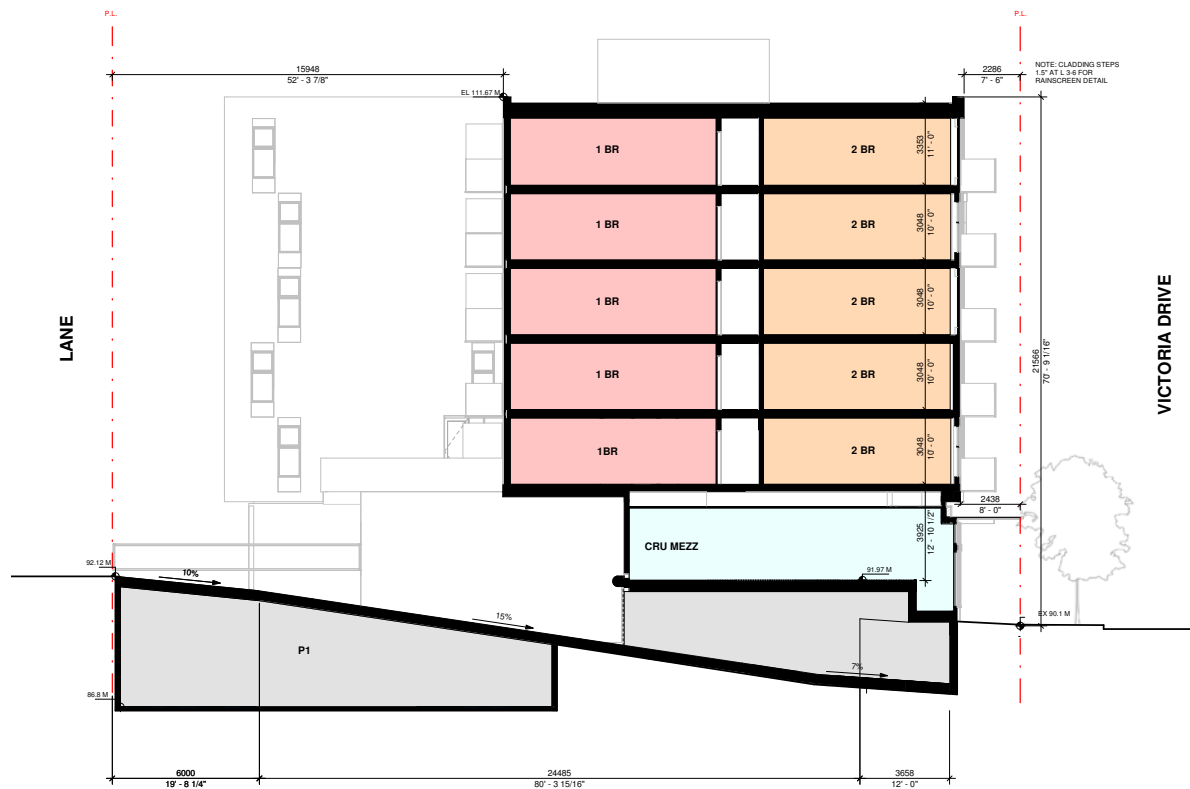 P.L.
P.L.
15948
52' - 3 7/8"
2286
7' - 6"
NOTE: CLADDING STEPS
1.5" AT L 3-6 FOR
RAINSCREEN DETAIL
EL 111.67 M
1 BR
2 BR
3353
11' - 0"
1 BR
2 BR
3048
10' - 0"
1 BR
2 BR
3048
10' - 0"
1 BR
2 BR
3048
10' - 0"
1BR
2 BR
3048
10' - 0"
LANE
VICTORIA DRIVE
21566
70' - 9 1/16"
2438
8' - 0"
3925
12' - 10 1/2"
CRU MEZZ
92.12 M
10%
91.97 M
EX 90.1 M
15%
P1
7%
86.8 M
6000
19' - 8 1/4"
24485
80' - 3 15/16"
3658
12' - 0"